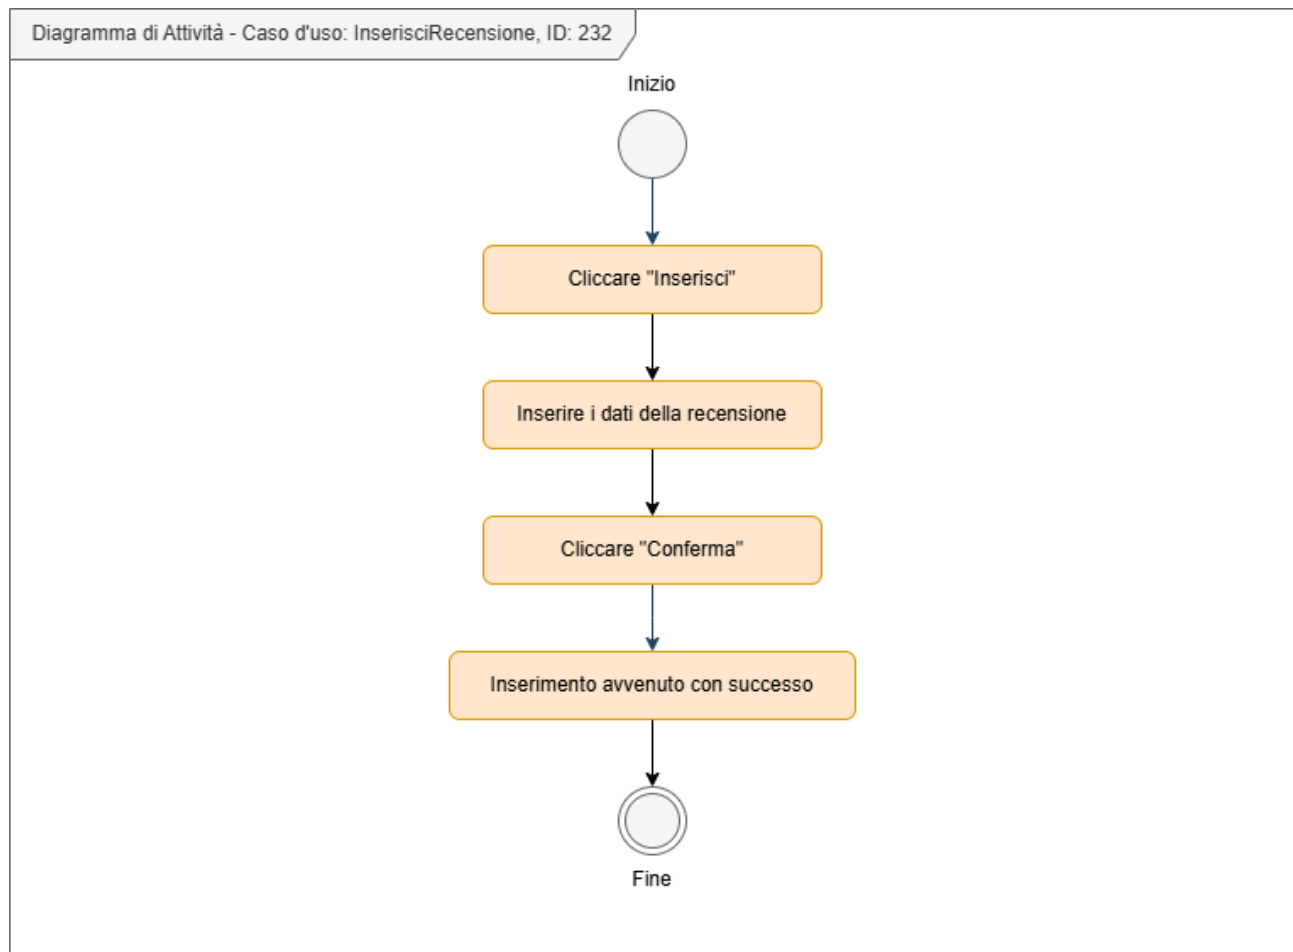 Diagramma di Attività - Caso d'uso: InserisciRecensione, ID: 232
Inizio
Cliccare "Inserisci"
Inserire i dati della recensione
Cliccare "Conferma"
Inserimento avvenuto con successo
Fine